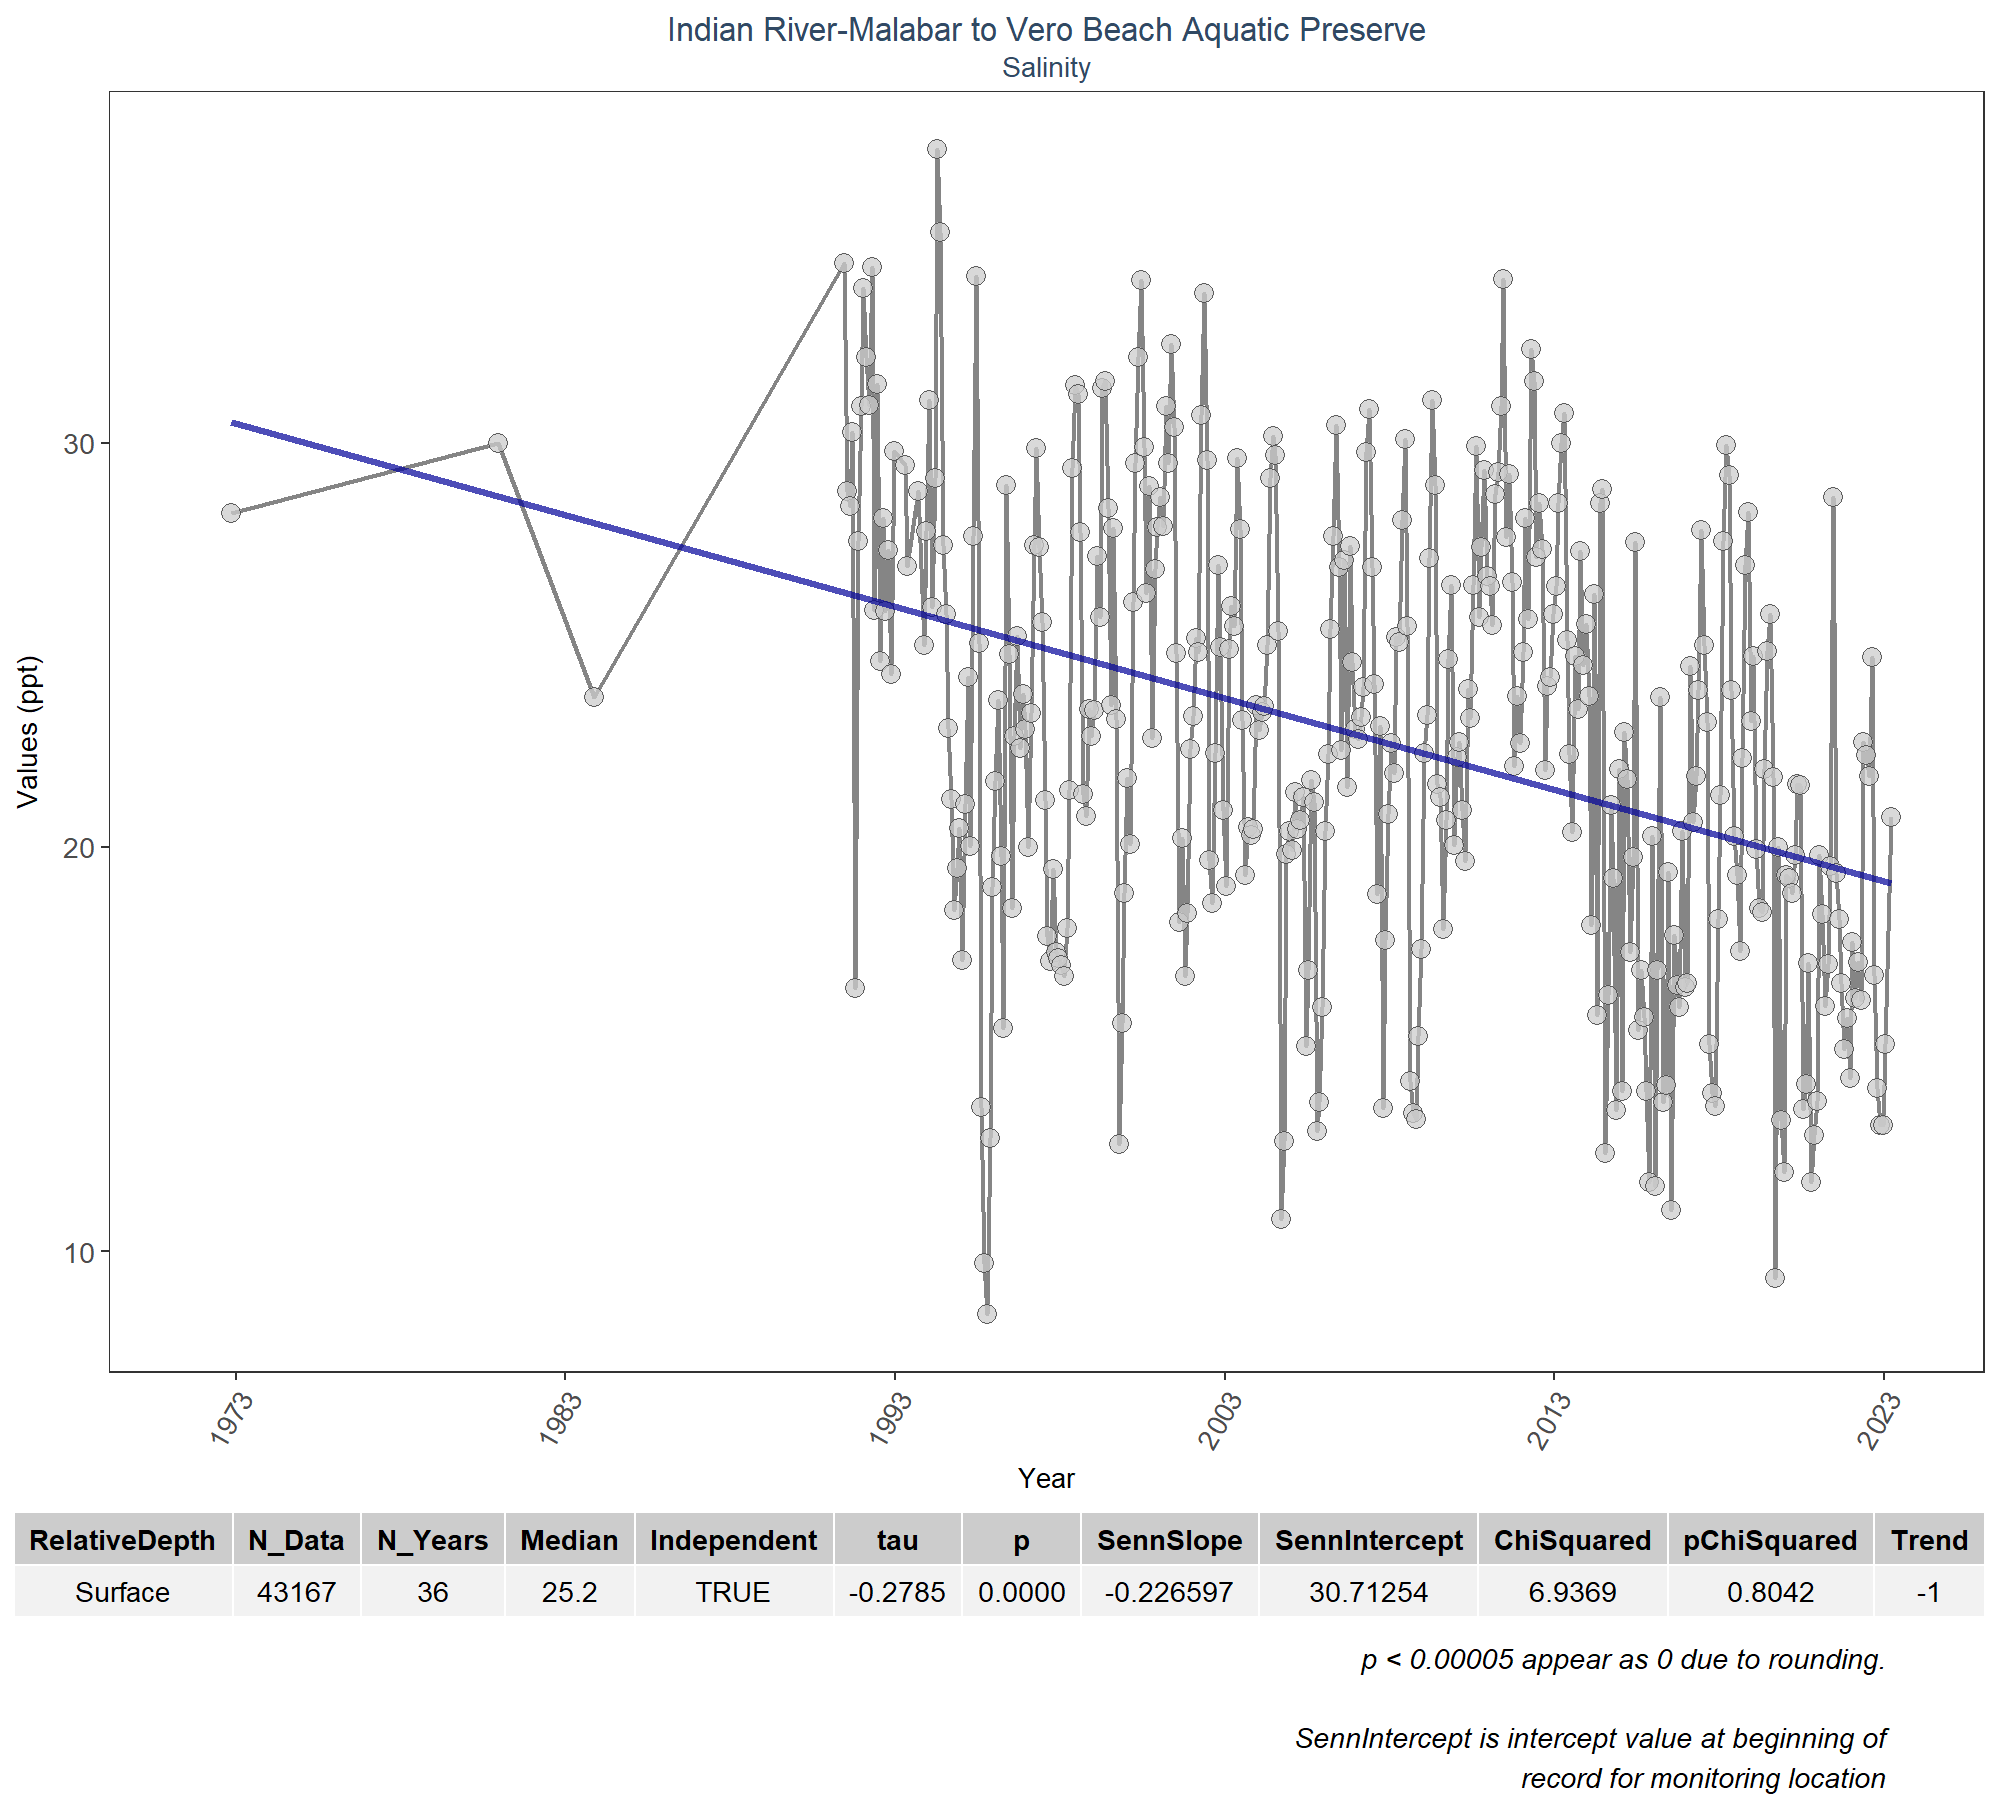 Indian River-Malabar to Vero Beach Aquatic Preserve
Salinity
Values (ppt)
30
20
10
1973
1983
1993
2003
2013
2023
Year
RelativeDepth N_Data N_Years Median Independent tau p SennSlope SennIntercept ChiSquared pChiSquared Trend
Surface 43167 36 25.2 TRUE -0.2785 0.0000 -0.226597 30.71254 6.9369 0.8042 -1
p < 0.00005 appear as 0 due to rounding.
SennIntercept is intercept value at beginning of
record for monitoring location